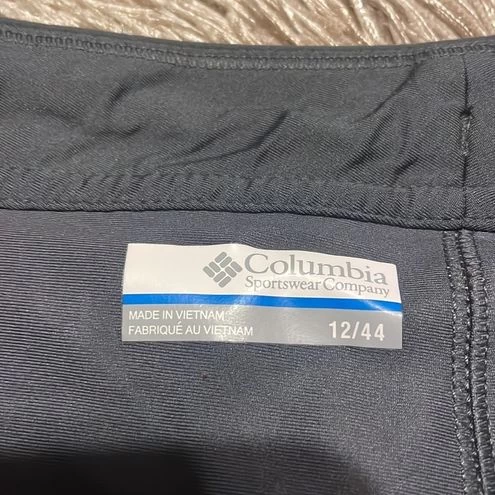 Columbia
Sportswear Company
MADE IN VIETNAM
FABRIQUÉ AU VIETNAM
12/44